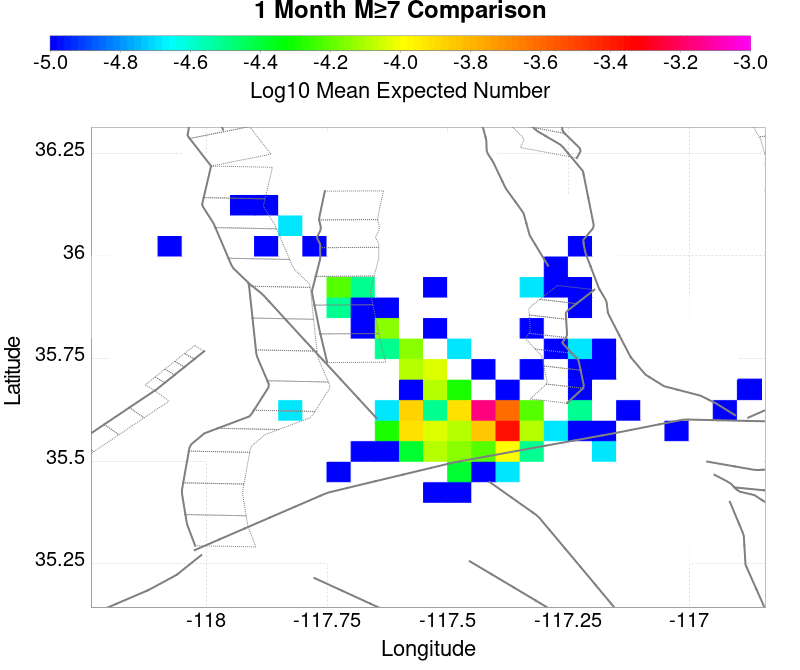 1 Month M≥7 Comparison
-5.0 -4.8 -4.6 -4.4 -4.2 -4.0 -3.8 -3.6 -3.4 -3.2 -3.0
Log10 Mean Expected Number
36.25
36
35.75
35.5
35.25
Latitude
-118 -117.75 -117.5 -117.25 -117
Longitude